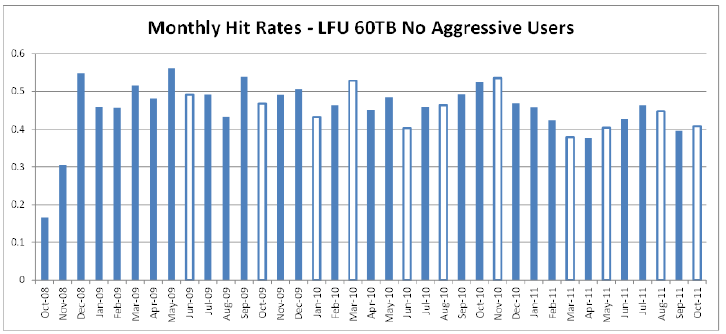 Monthly Hit Rates - LFU 60TB No Aggressive Users
0.6
0.5
0.4
0.3
0.2
0.1
0
Oct-08
Nov-08
Dec-08
Jan-09
Feb-09
Mar-09
Apr-09
May-09
Jun-09
Jul-09
Aug-09
Sep-09
Oct-09
Nov-09
Dec-09
Jan-10
Feb-10
Mar-10
Apr-10
May-10
Jun-10
Jul-10
Aug-10
Sep-10
Oct-10
Nov-10
Dec-10
Jan-11
Feb-11
Mar-11
Apr-11
May-11
Jun-11
Jul-11
Aug-11
Sep-11
Oct-11